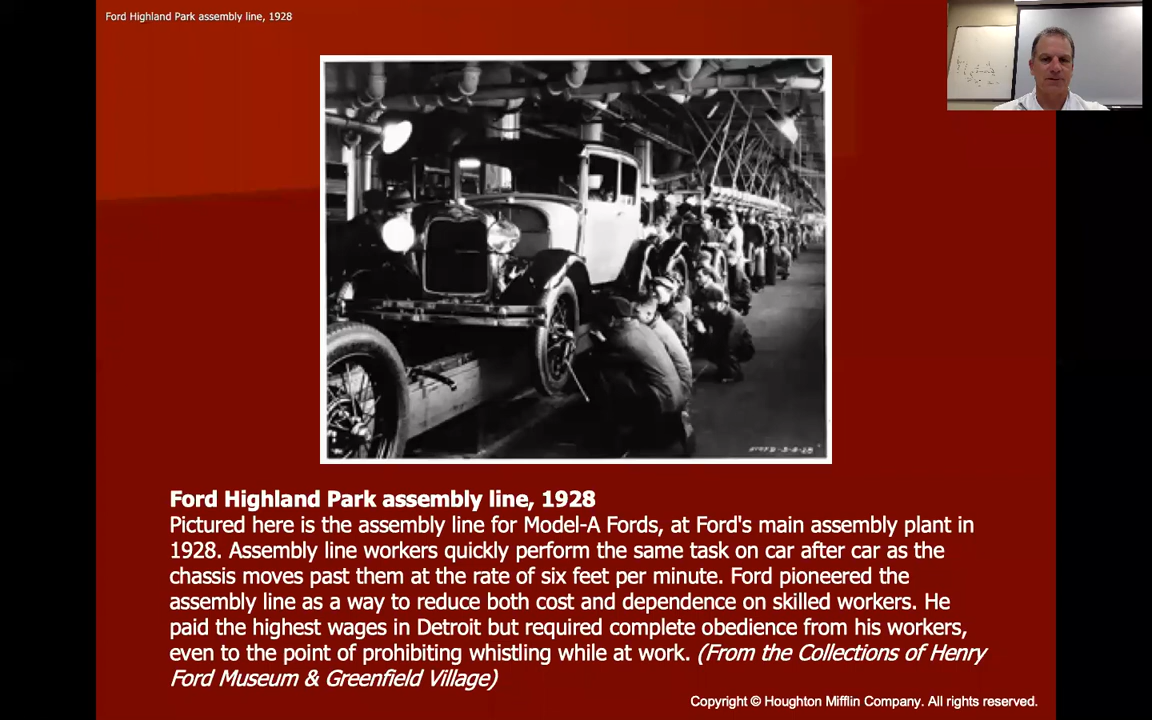 Ford Highland Park assembly line, 1928
Ford Highland Park assembly line, 1928
Pictured here is the assembly line for Model-A Fords, at Ford's main assembly plant in
1928. Assembly line workers quickly perform the same task on car after car as the
chassis moves past them at the rate of six feet per minute. Ford pioneered the
assembly line as a way to reduce both cost and dependence on skilled workers. He
paid the highest wages in Detroit but required complete obedience from his workers,
even to the point of prohibiting whistling while at work. (From the Collections of Henry
Ford Museum & Greenfield Village)
Copyright © Houghton Mifflin Company. All rights reserved.